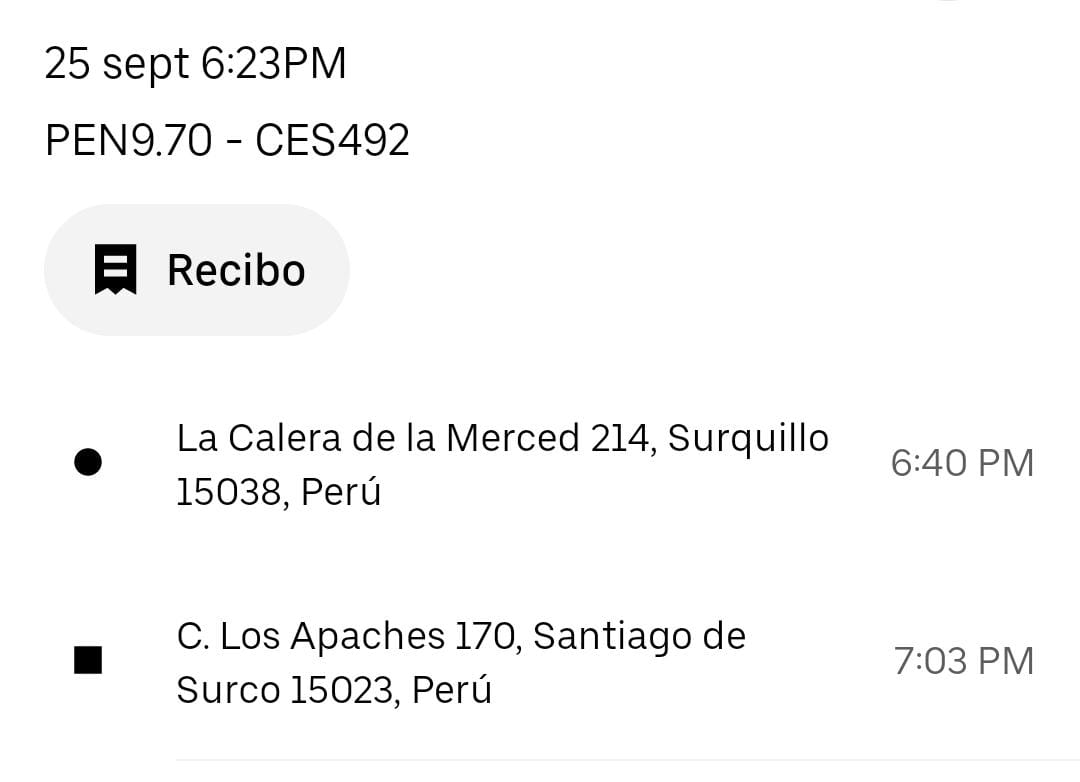 25 sept 6:23PM
PEN9.70 - CES492
Recibo
La Calera de la Merced 214, Surquillo
15038, Perú
6:40 PM
C. Los Apaches 170, Santiago de
Surco 15023, Perú
7:03 PM